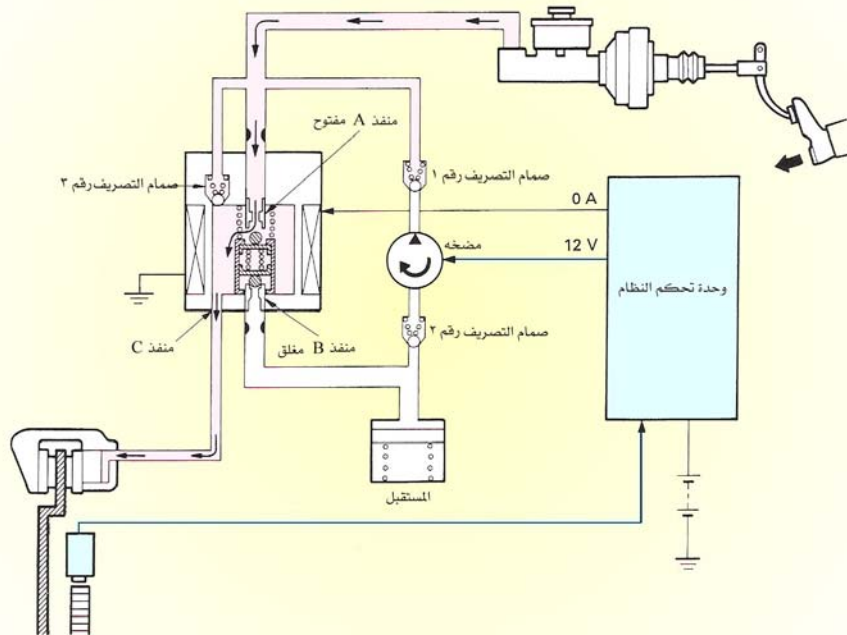 منفذ A مفتوح
صمام التصريف رقم ١
صمام التصريف رقم ٣
0 A
12 V
مضخه
وحدة تحكم النظام
صمام التصريف رقم ٢
منفذ B مغلق
منفذ C
المستقبل